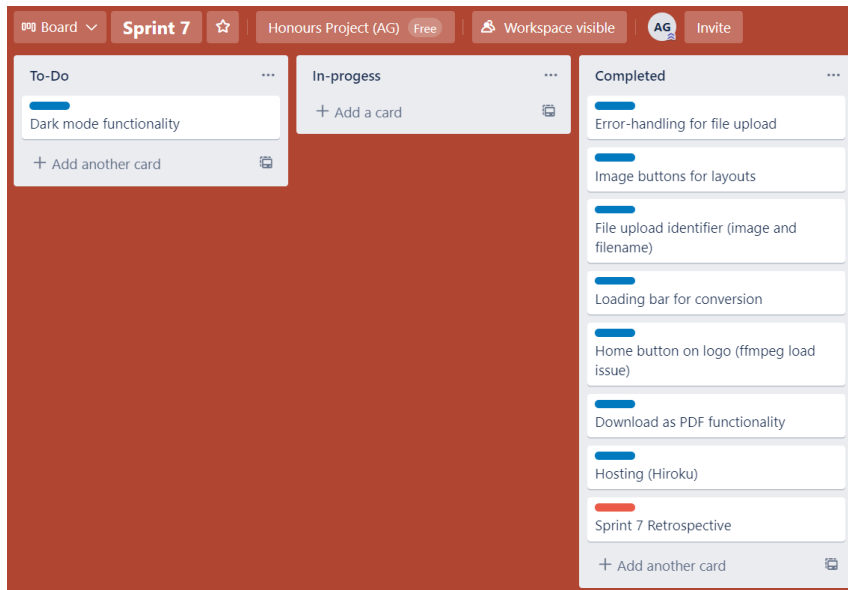 Board
Sprint 7
Honours Project (AG)
Free
Workspace visible
AG
Invite
To-Do
Dark mode functionality
Add another card
In-progess
Add a card
Completed
Error-handling for file upload
Image buttons for layouts
File upload identifier (image and
filename)
Loading bar for conversion
Home button on logo (ffmpeg load
issue)
Download as PDF functionality
Hosting (Hiroku)
Sprint 7 Retrospective
Add another card